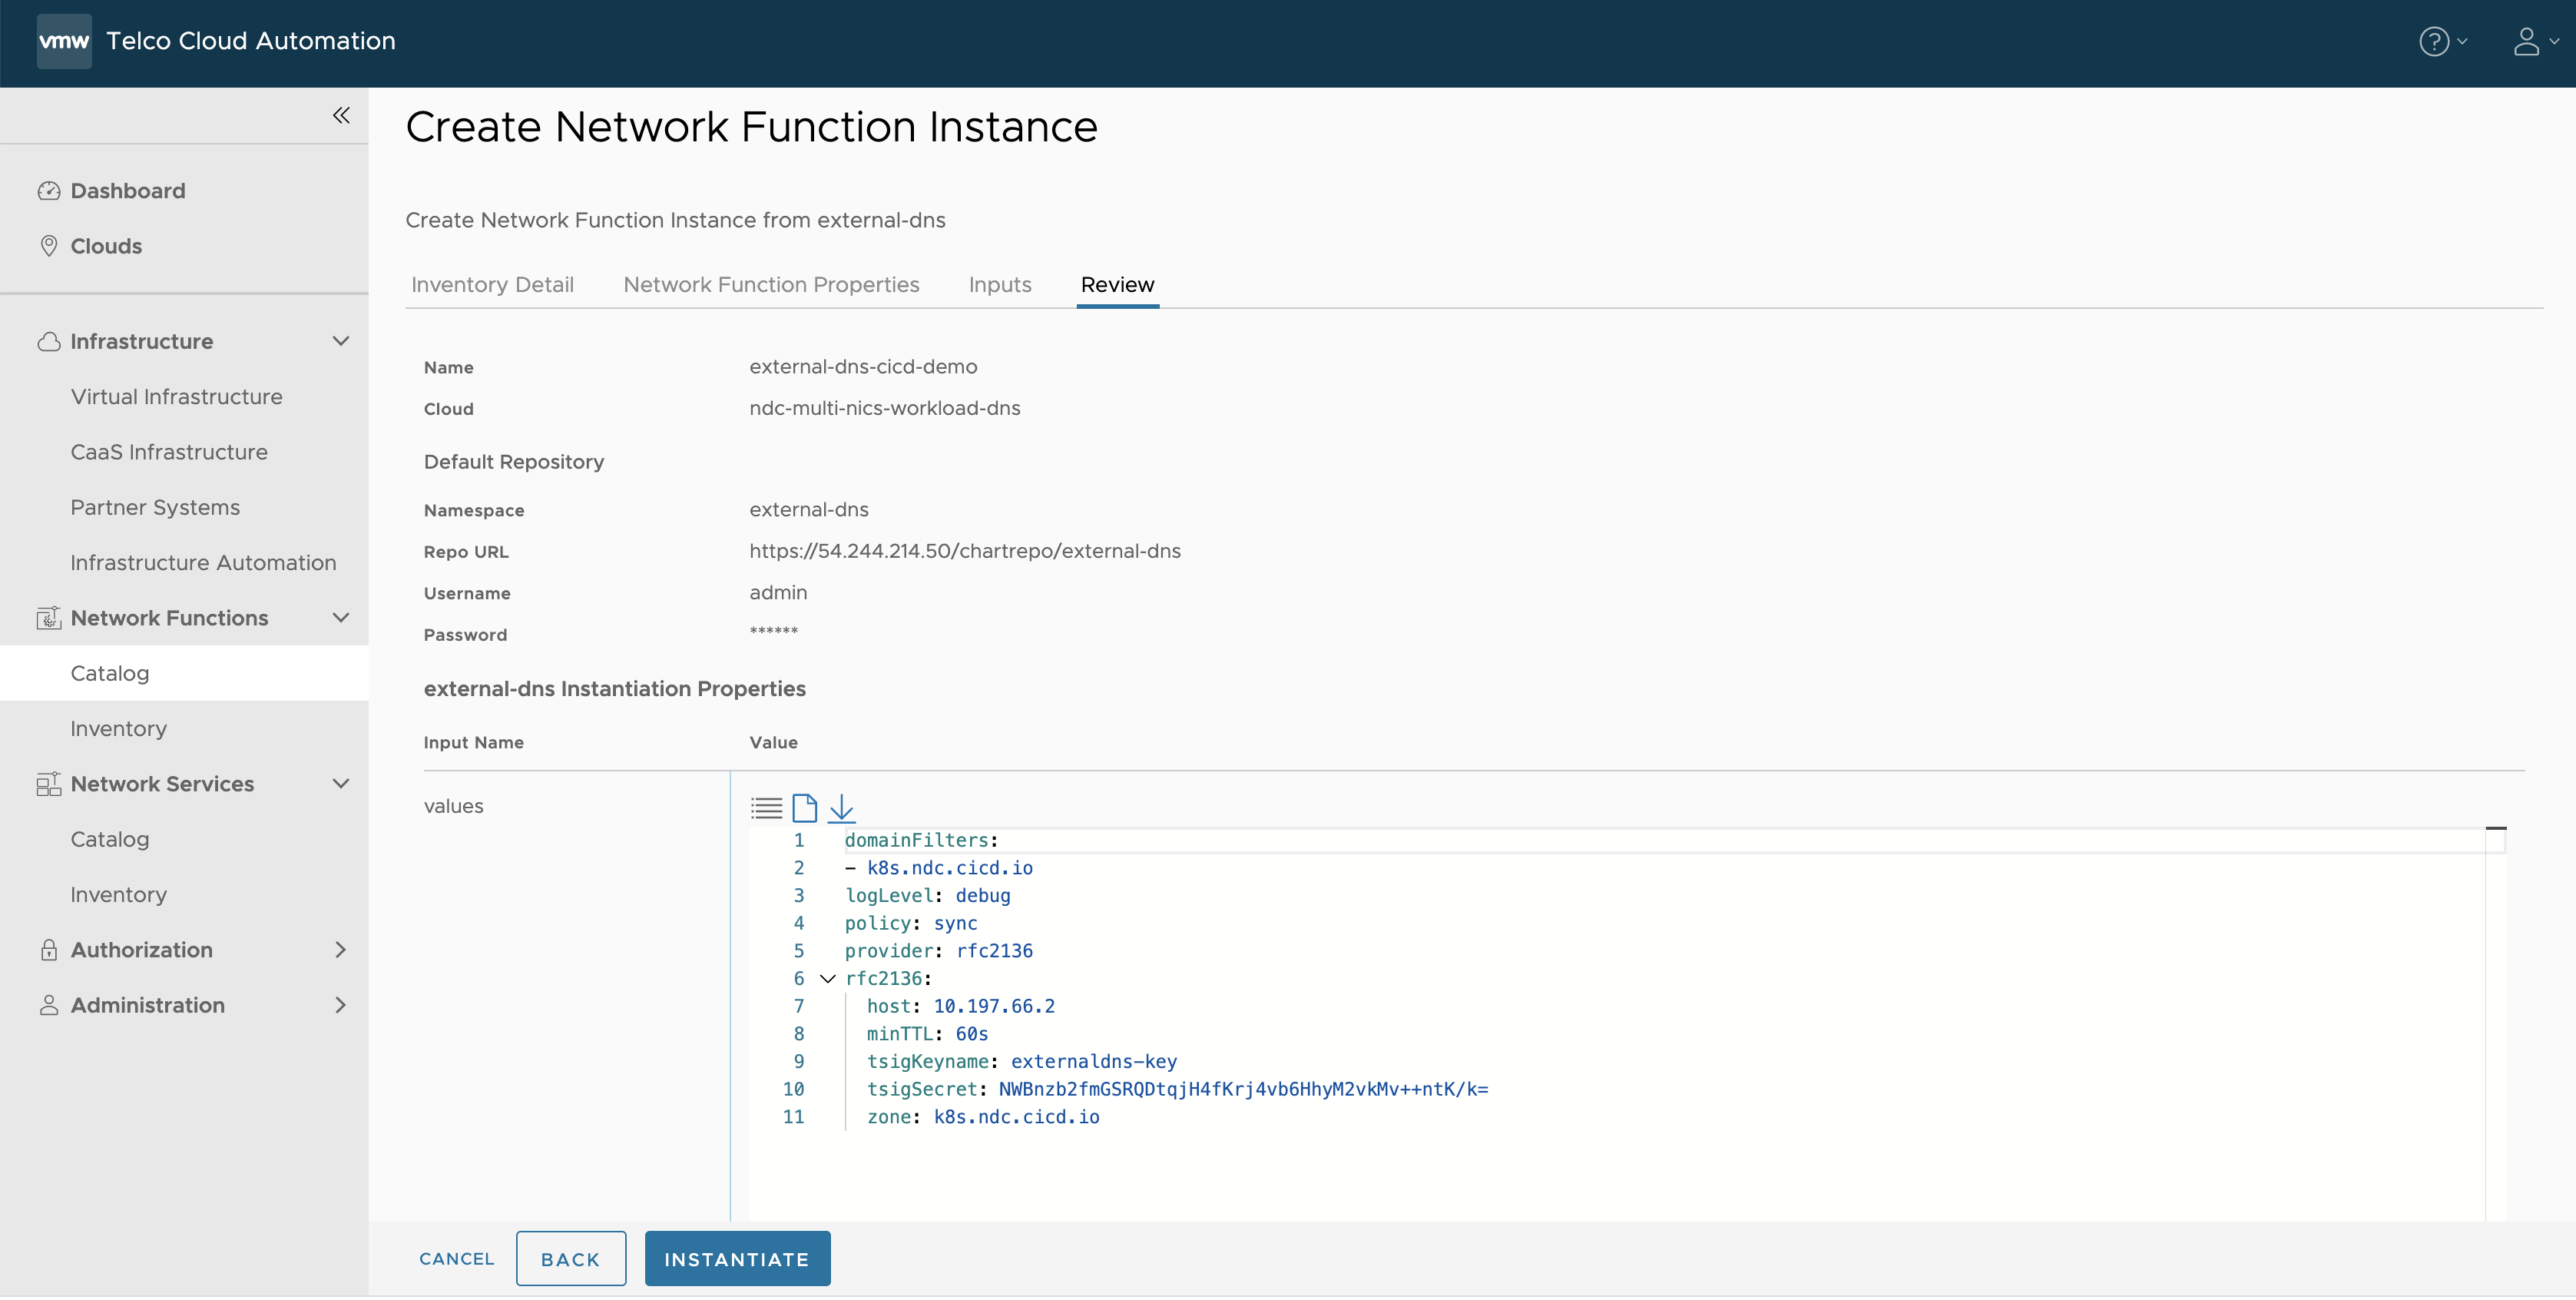 vmw Telco Cloud Automation
Create Network Function Instance
Dashboard
Clouds
Infrastructure
Virtual Infrastructure
CaaS Infrastructure
Partner Systems
Infrastructure Automation
Network Functions
Catalog
Inventory
Network Services
Catalog
Inventory
Authorization
Administration
Create Network Function Instance from external-dns
Inventory Detail Network Function Properties Inputs Review
Name external-dns-cicd-demo
Cloud ndc-multi-nics-workload-dns
Default Repository
Namespace external-dns
Repo URL https://54.244.214.50/chartrepo/external-dns
Username admin
Password ******
external-dns Instantiation Properties
Input Name Value
values
1 domainFilters:
2 - k8s.ndc.cicd.io
3 logLevel: debug
4 policy: sync
5 provider: rfc2136
6 rfc2136:
7 host: 10.197.66.2
8 minTTL: 60s
9 tsigKeyname: externaldns-key
10 tsigSecret: NWBnzb2fmGSRQDtqjH4fKrj4vb6HhyM2vkMv++ntK/k=
11 zone: k8s.ndc.cicd.io
CANCEL BACK INSTANTIATE